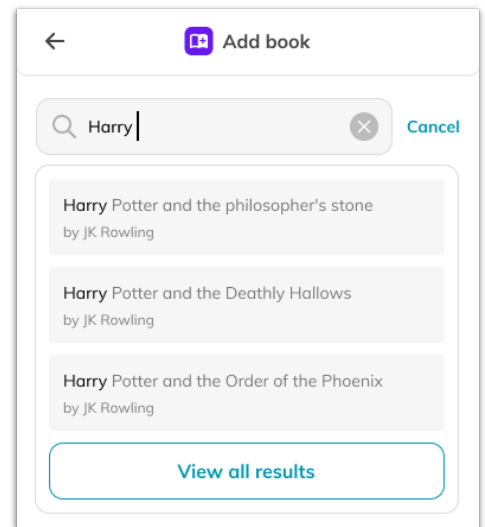 Add book
Harry
Cancel
Harry Potter and the philosopher's stone
by JK Rowling
Harry Potter and the Deathly Hallows
by JK Rowling
Harry Potter and the Order of the Phoenix
by JK Rowling
View all results